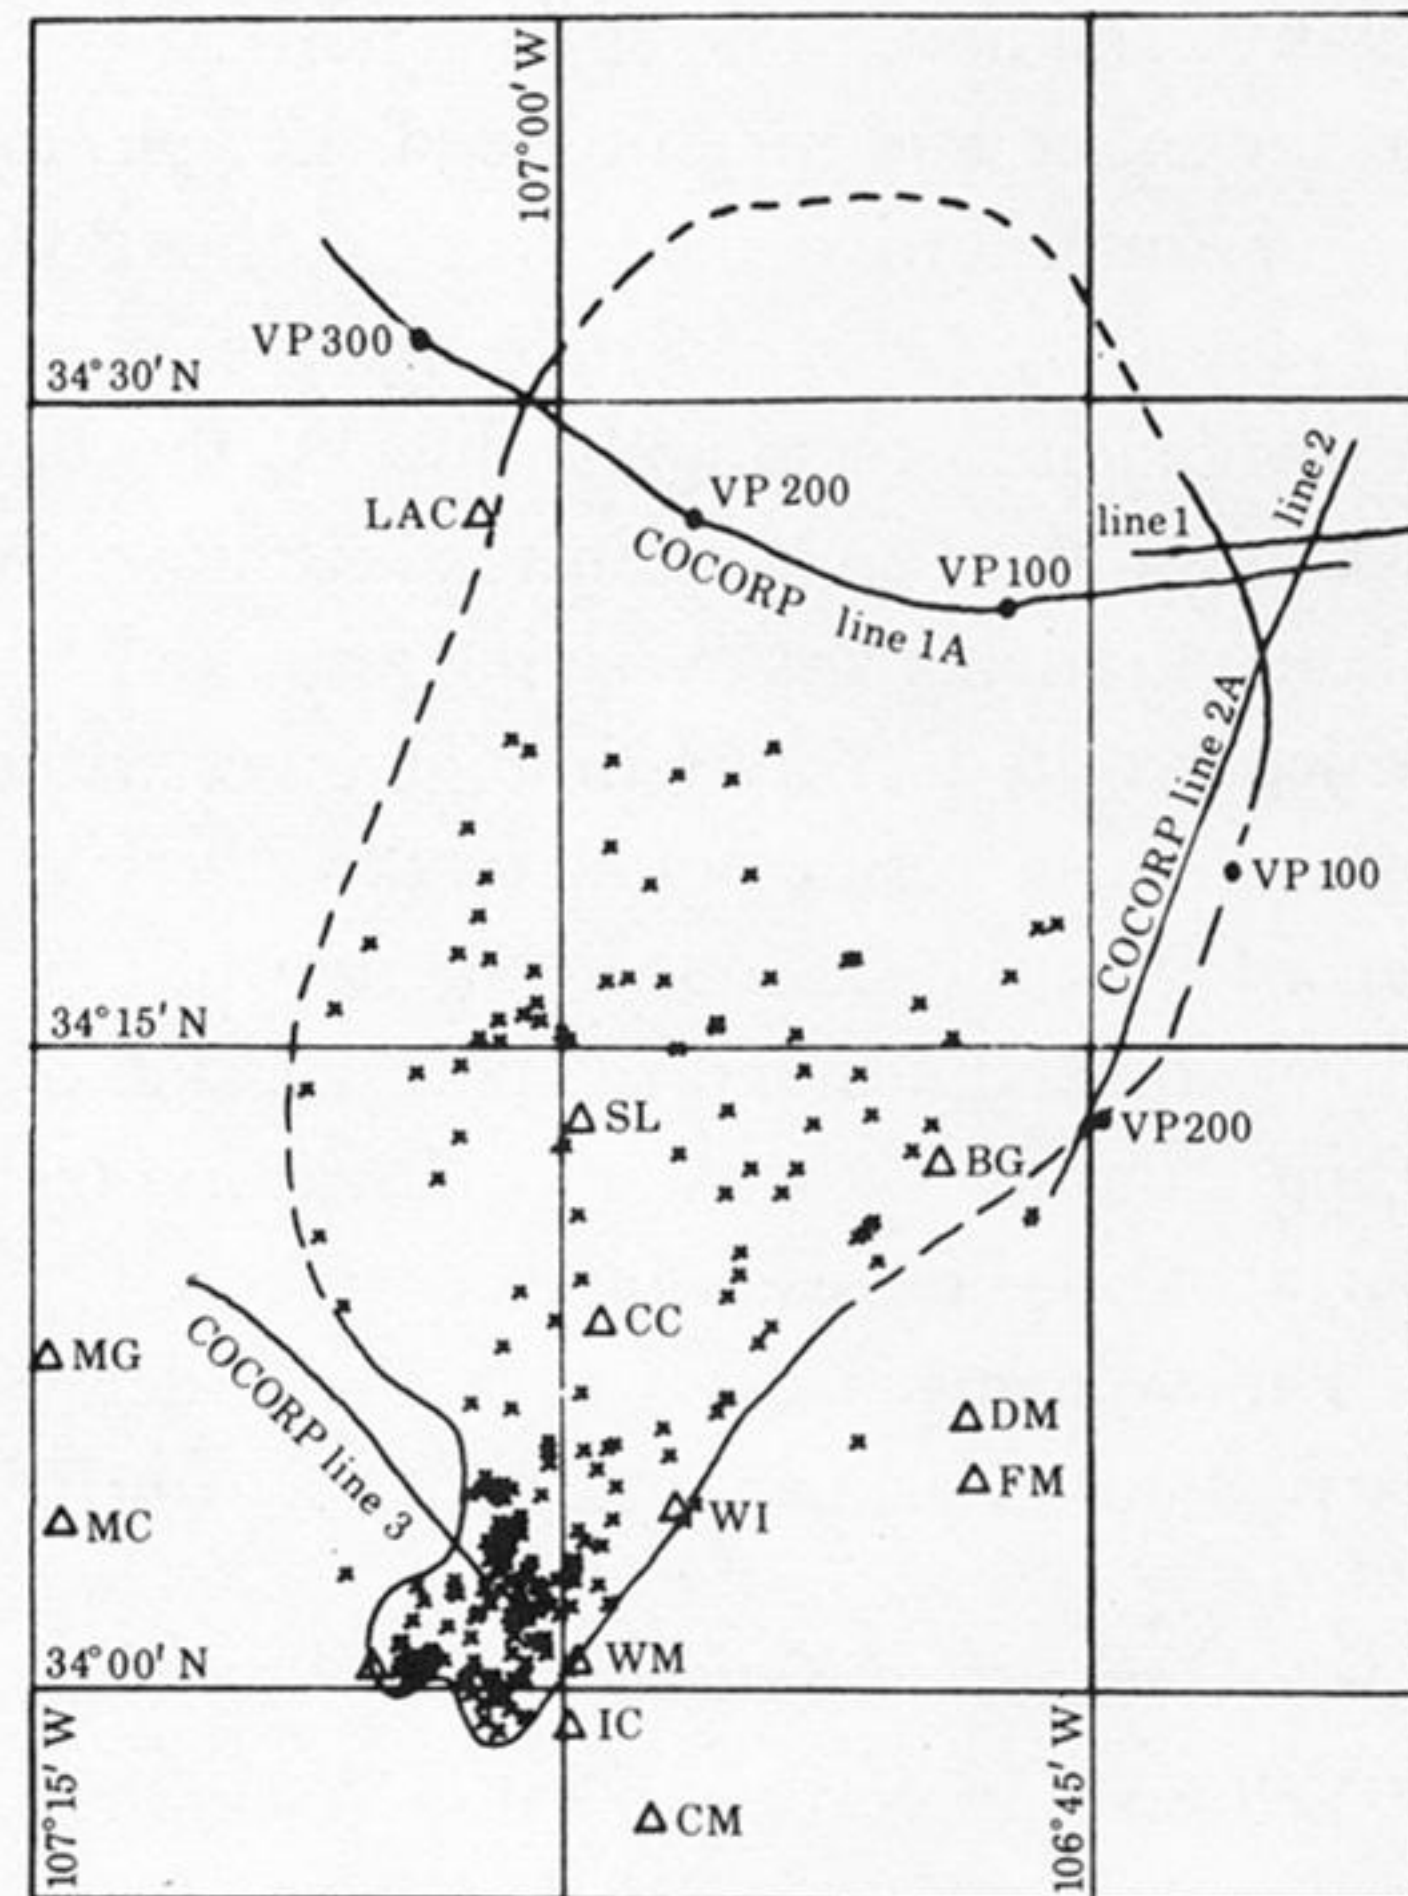 107°00' W
VP 300
34°30' N
LAC
VP 200
COCORP line 1A
VP 100
line 1
line 2
COCORP line 2A
VP 100
34°15' N
SL
VP 200
BG
CC
MG
COCORP line 3
DM
FM
MC
WI
34°00' N
WM
IC
CM
107°15' W
106°45' W